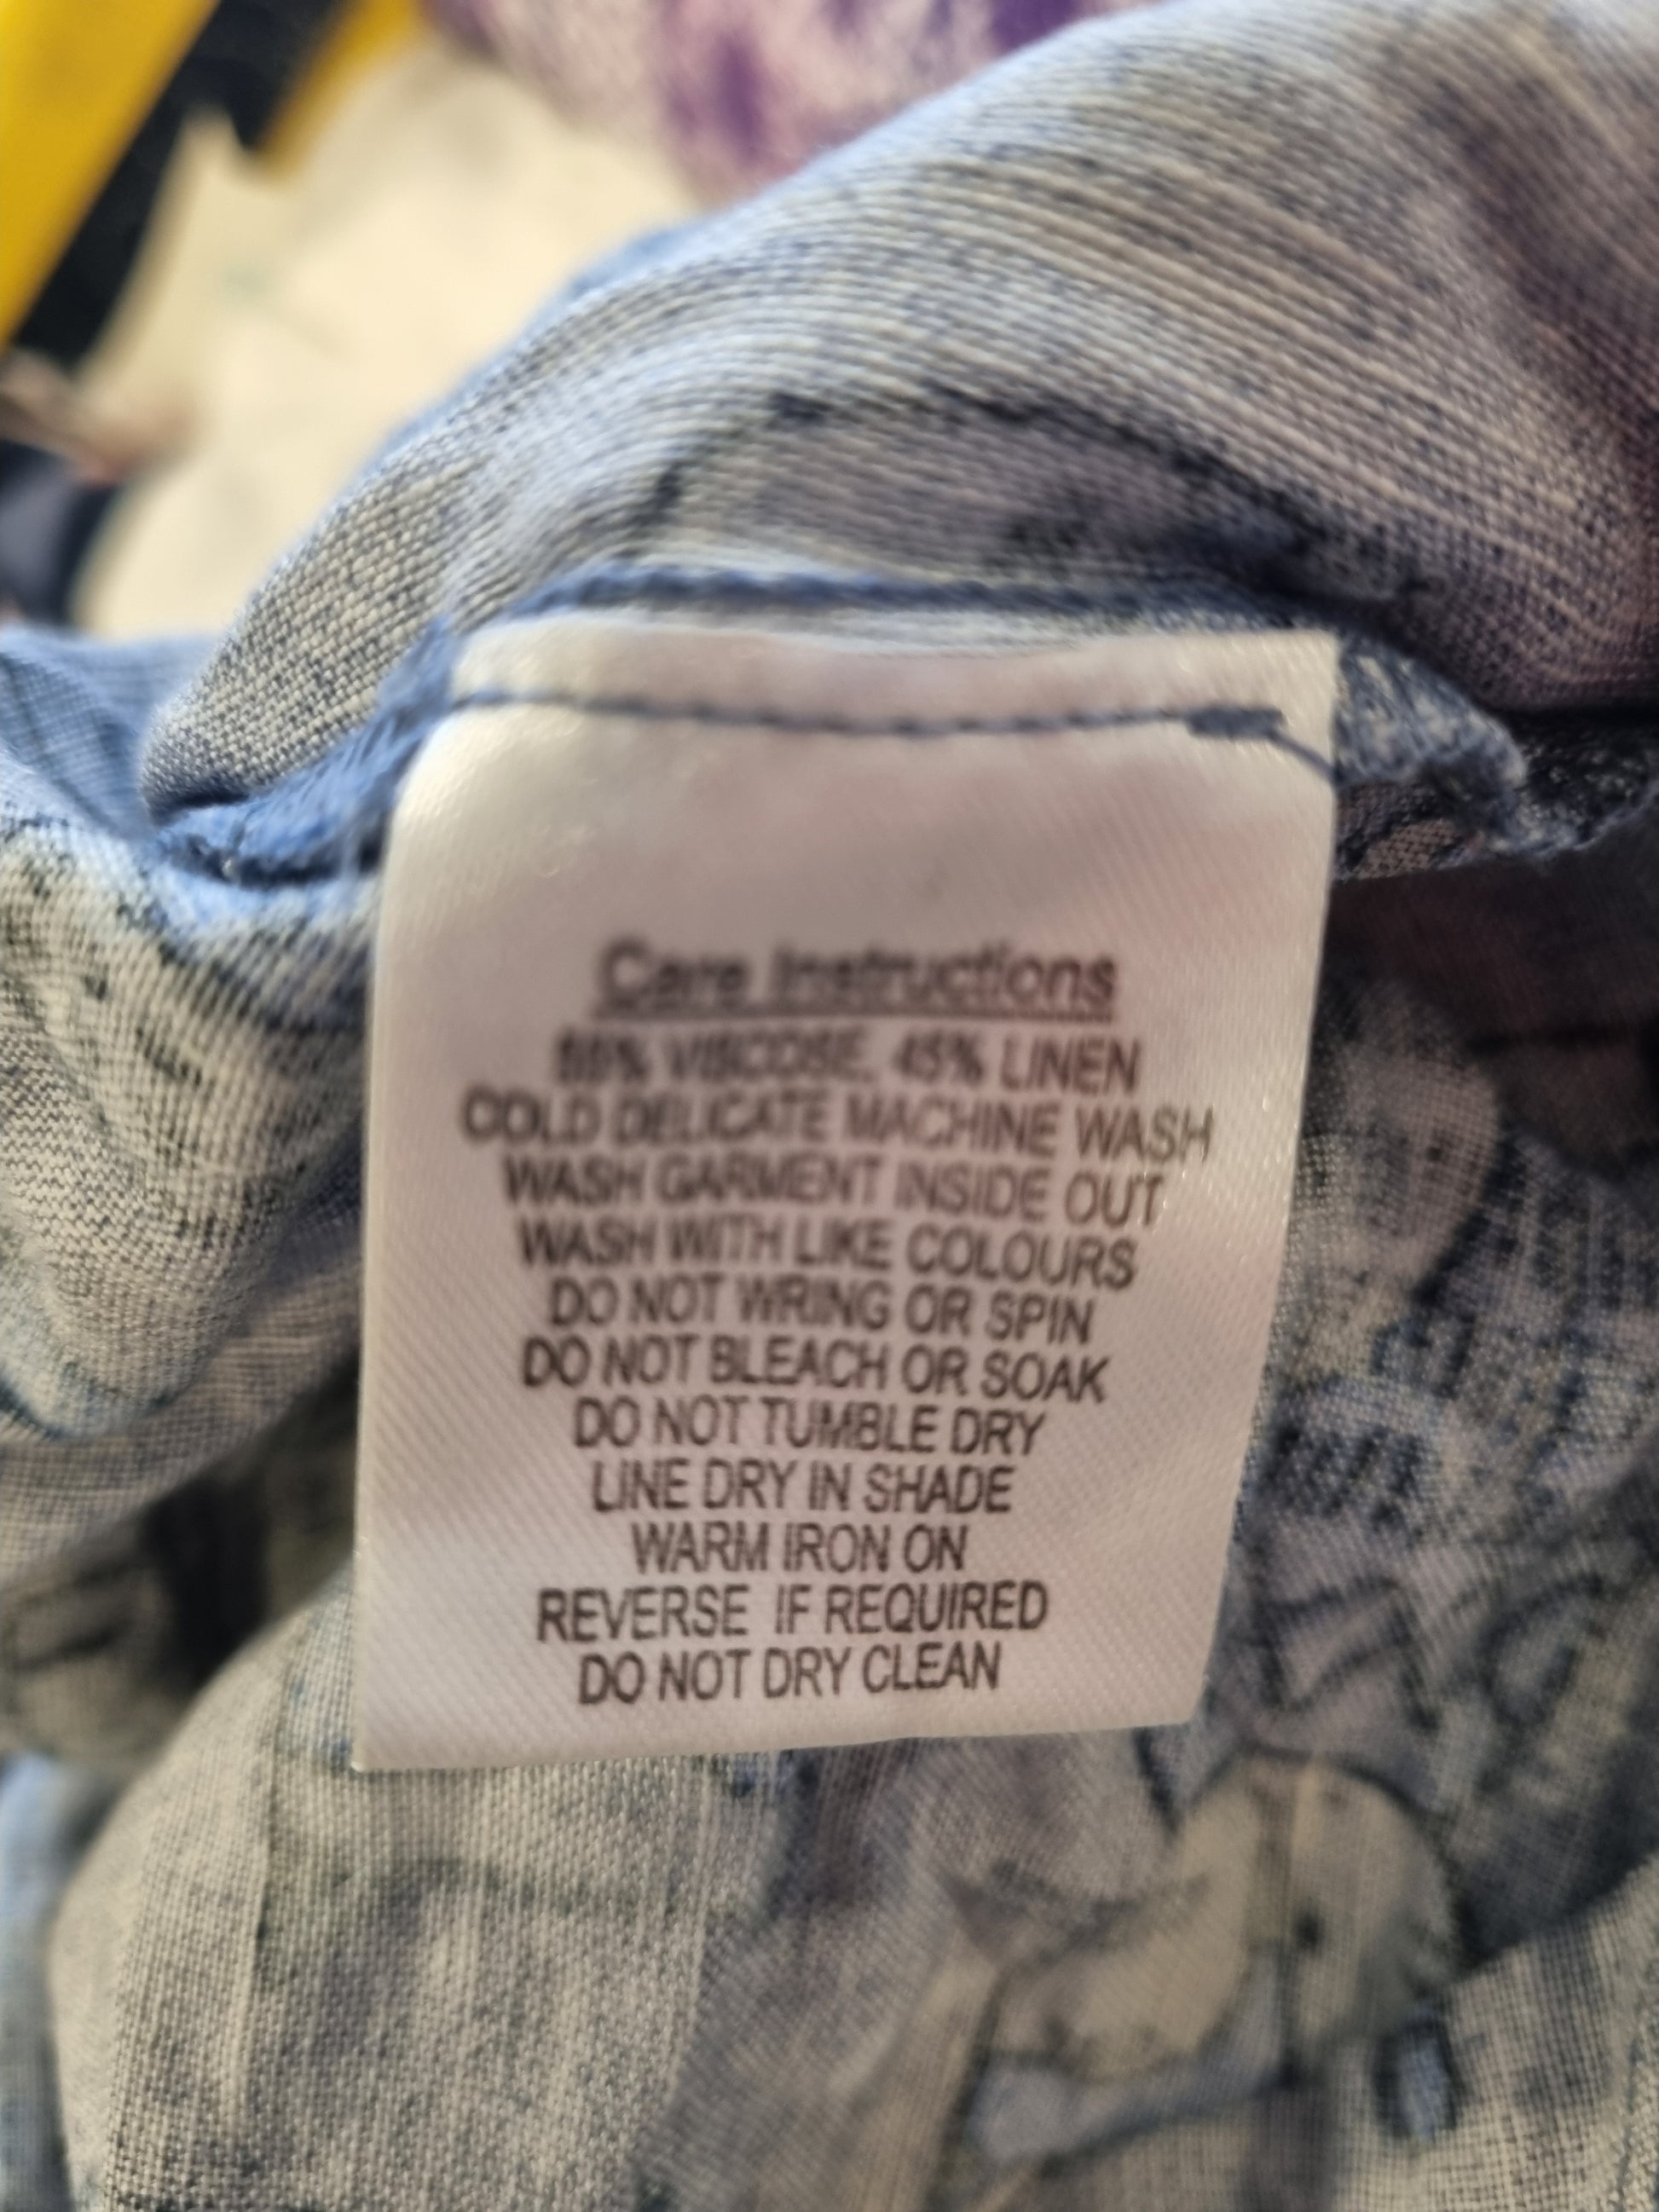 Care Instructions
55% VISCOSE, 45% LINEN
COLD DELICATE MACHINE WASH
WASH GARMENT INSIDE OUT
WASH WITH LIKE COLOURS
DO NOT WRING OR SPIN
DO NOT BLEACH OR SOAK
DO NOT TUMBLE DRY
LINE DRY IN SHADE
WARM IRON ON
REVERSE IF REQUIRED
DO NOT DRY CLEAN